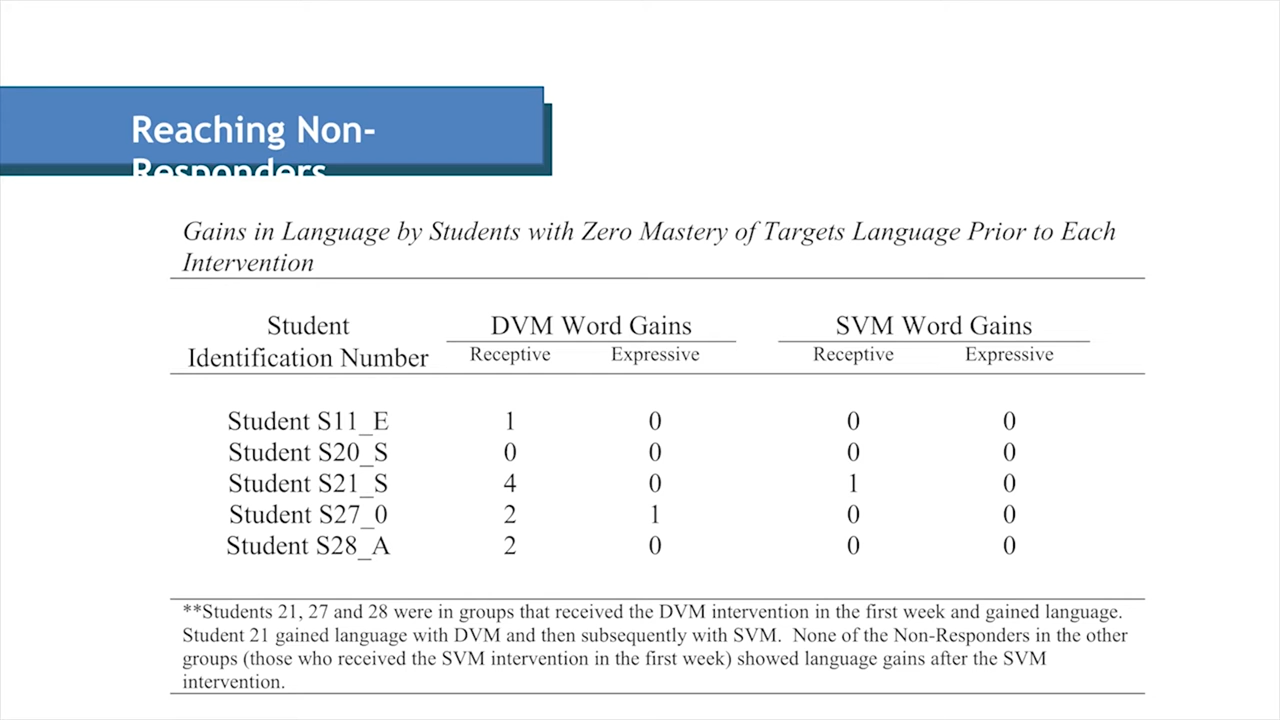 Reaching Non-
Responders
Gains in Language by Students with Zero Mastery of Targets Language Prior to Each
Intervention
Student DVM Word Gains SVM Word Gains
Identification Number Receptive Expressive Receptive Expressive
Student S11_E 1 0 0 0
Student S20_S 0 0 0 0
Student S21_S 4 0 1 0
Student S27_0 2 1 0 0
Student S28_A 2 0 0 0
**Students 21, 27 and 28 were in groups that received the DVM intervention in the first week and gained language.
Student 21 gained language with DVM and then subsequently with SVM. None of the Non-Responders in the other
groups (those who received the SVM intervention in the first week) showed language gains after the SVM
intervention.